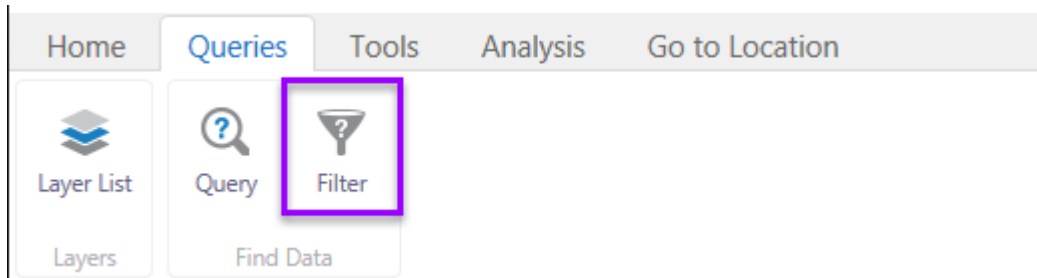 Home Queries Tools Analysis Go to Location
? ?
Layer List Query Filter
Layers Find Data